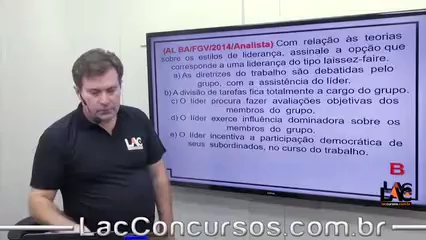 (AL BA/FGV/2014/Analista) Com relação às teorias
sobre os estilos de liderança, assinale a opção que
corresponde a uma liderança do tipo laissez-faire.
a) As diretrizes do trabalho são debatidas pelo
grupo, com a assistência do líder.
b) A divisão de tarefas fica totalmente a cargo do grupo.
c) O líder procura fazer avaliações objetivas dos
membros do grupo.
d) O líder exerce influência dominadora sobre os
membros do grupo.
e) O líder incentiva a participação democrática de
seus subordinados, no curso do trabalho.
B
LAC
LAC
LacConcursos.com.br